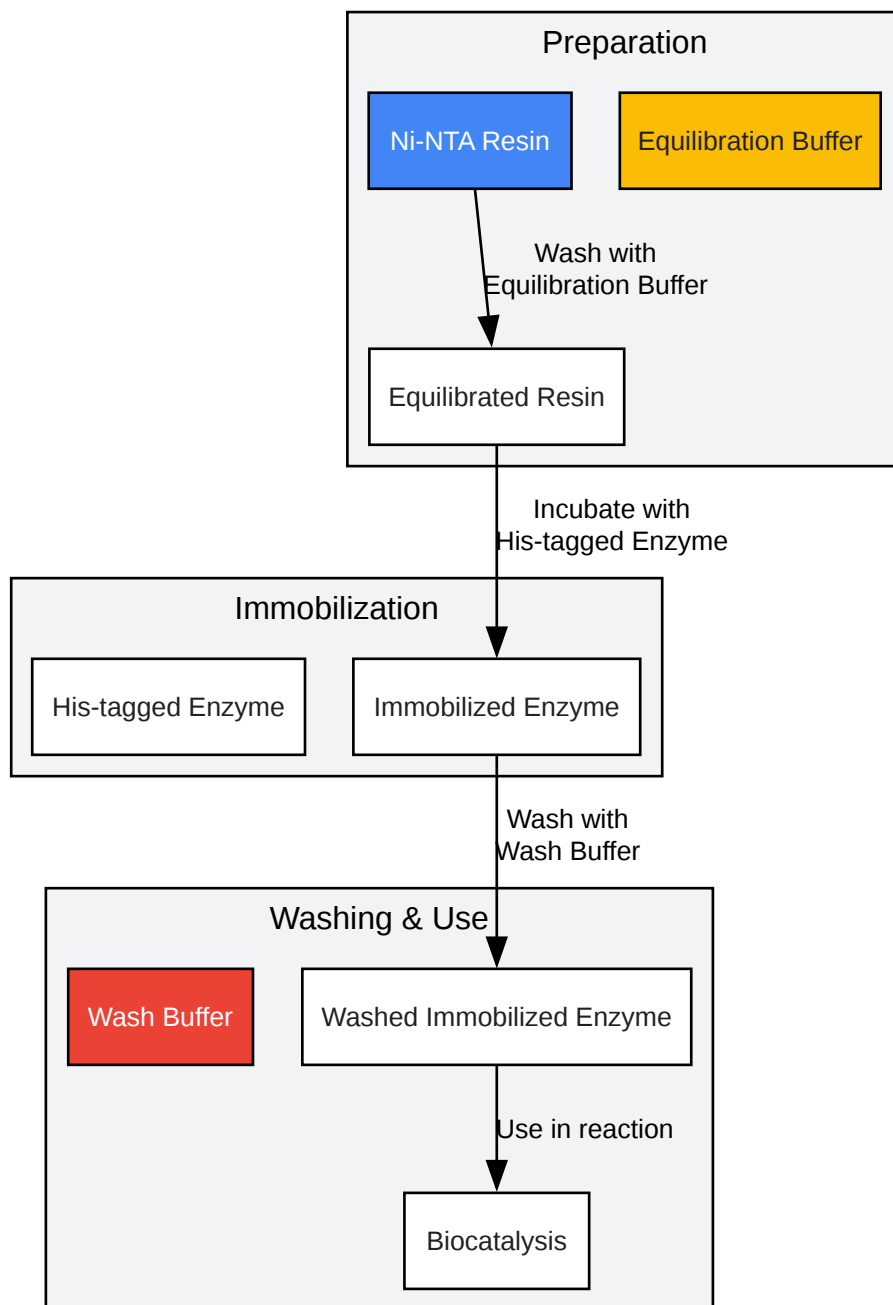 Preparation
Ni-NTA Resin
Equilibration Buffer
Wash with
Equilibration Buffer
Equilibrated Resin
Incubate with
His-tagged Enzyme
Immobilization
His-tagged Enzyme
Immobilized Enzyme
Wash with
Wash Buffer
Washing & Use
Wash Buffer
Washed Immobilized Enzyme
Use in reaction
Biocatalysis